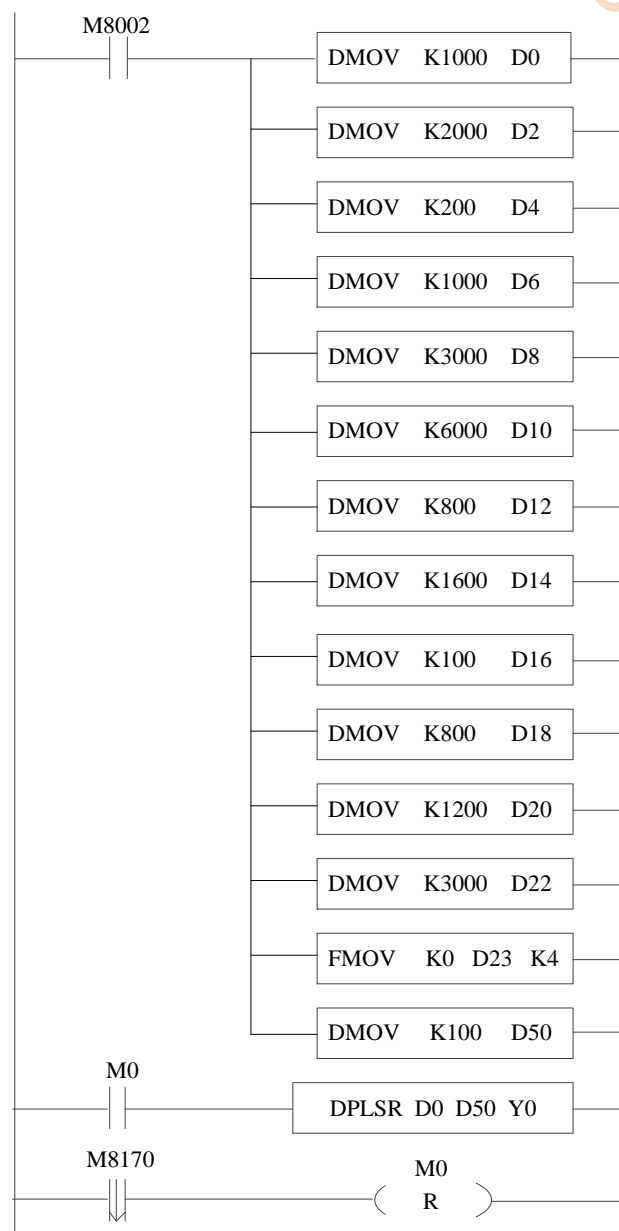 M8002
DMOV K1000 D0
DMOV K2000 D2
DMOV K200 D4
DMOV K1000 D6
DMOV K3000 D8
DMOV K6000 D10
DMOV K800 D12
DMOV K1600 D14
DMOV K100 D16
DMOV K800 D18
DMOV K1200 D20
DMOV K3000 D22
FMOV K0 D23 K4
DMOV K100 D50
M0
DPLSR D0 D50 Y0
M8170
M0
R